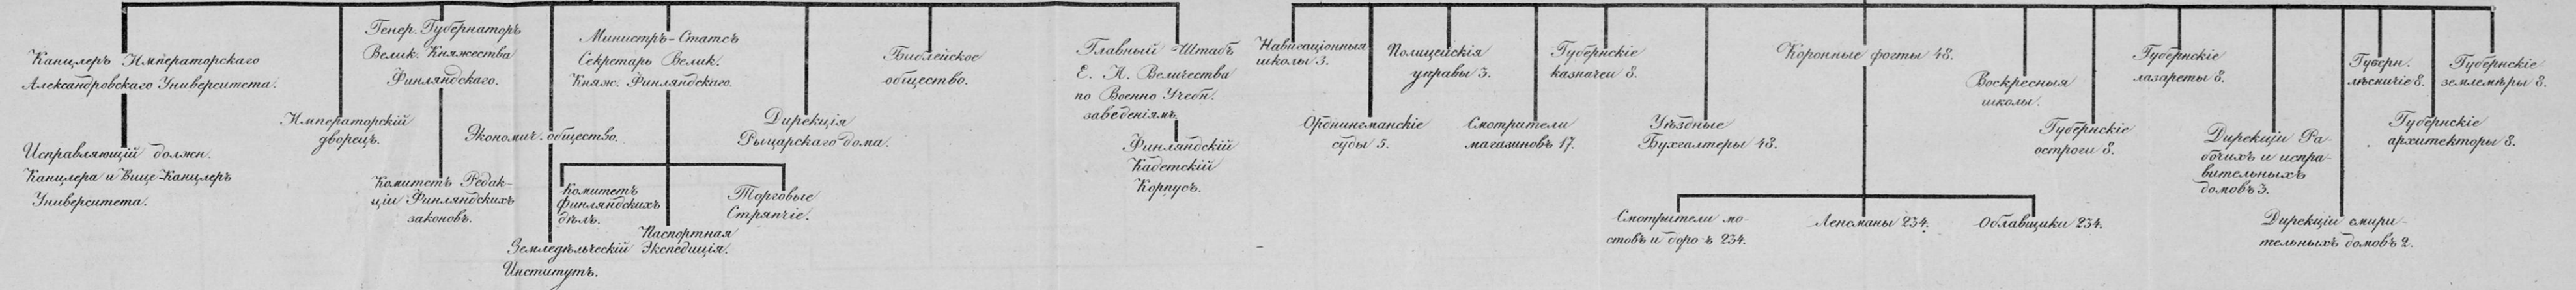 Канцлеръ Императорскаго
Александровскаго Университета.
Исправляющій должн.
Канцлера и Вице-Канцлеръ
Университета.
Императорскій
дворецъ.
Генер. Губернаторъ
Велик. Княжества
Финляндскаго.
Комитетъ Редак-
ціи Финляндскихъ
законовъ.
Экономич. общество.
Земледѣльческій
Институтъ.
Министръ-Статсъ
Секретарь Велик.
Княж. Финляндскаго.
Комитетъ
финляндскихъ
дѣлъ.
Паспортная
Экспедиція.
Торговые
Стряпчіе.
Дирекція
Рыцарскаго дома.
Библейское
общество.
Главный Штабъ
Е. И. Величества
по Военно Учебн.
заведеніямъ
Финляндскій
Кадетскій
Корпусъ.
Навигаціонныя
школы 3.
Орднингманскіе
суды 5.
Полицейскія
управы 3.
Смотрители
магазиновъ 17.
Губернскіе
казначеи 8.
Уѣздные
Бухгалтеры 48.
Коронные фогты 48.
Смотрители мо-
стовъ и доро ъ 234.
Ленсманы 234.
Облавщики 234.
Воскресныя
школы.
Губернскіе
остроги 8.
Губернскіе
лазареты 8.
Дирекціи Ра-
бочихъ и испра-
вительныхъ
домовъ 3.
Дирекціи смири-
тельныхъ домовъ 2.
Губерн.
лѣсничіе 8.
Губернскіе
архитекторы 8.
Губернскіе
землемѣры 8.